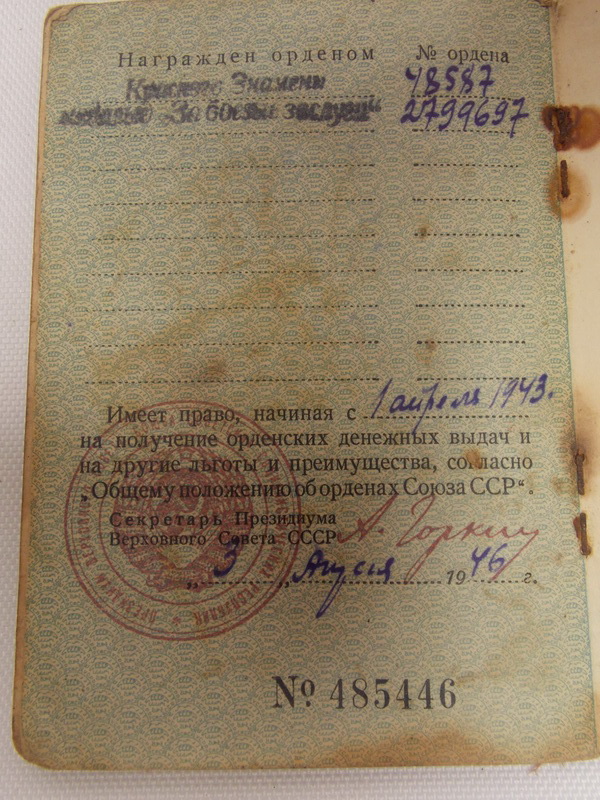 Награжден орденом № ордена
Красного Знамени 48587
медалью „За боевые заслуги“ 2799697
Имеет право, начиная с 1 апреля 1943.
на получение орденских денежных выдач и
на другие льготы и преимущества, согласно
„Общему положению об орденах Союза ССР“.
Секретарь Президиума
Верховного Совета СССР А. Горкин
„3„ Августа 1946 г.
№ 485446